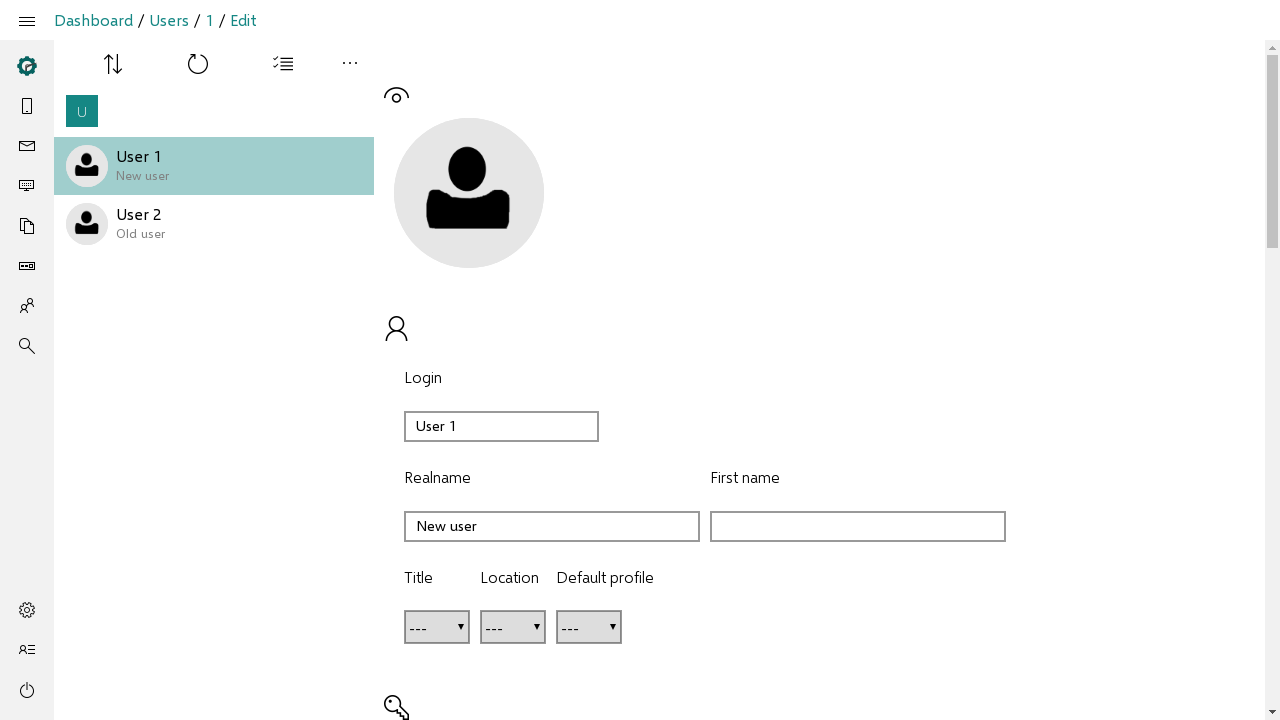 Dashboard / Users / 1 / Edit
U
User 1
New user
User 2
Old user
Login
User 1
Realname
First name
New user
Title
Location
Default profile
---
---
---